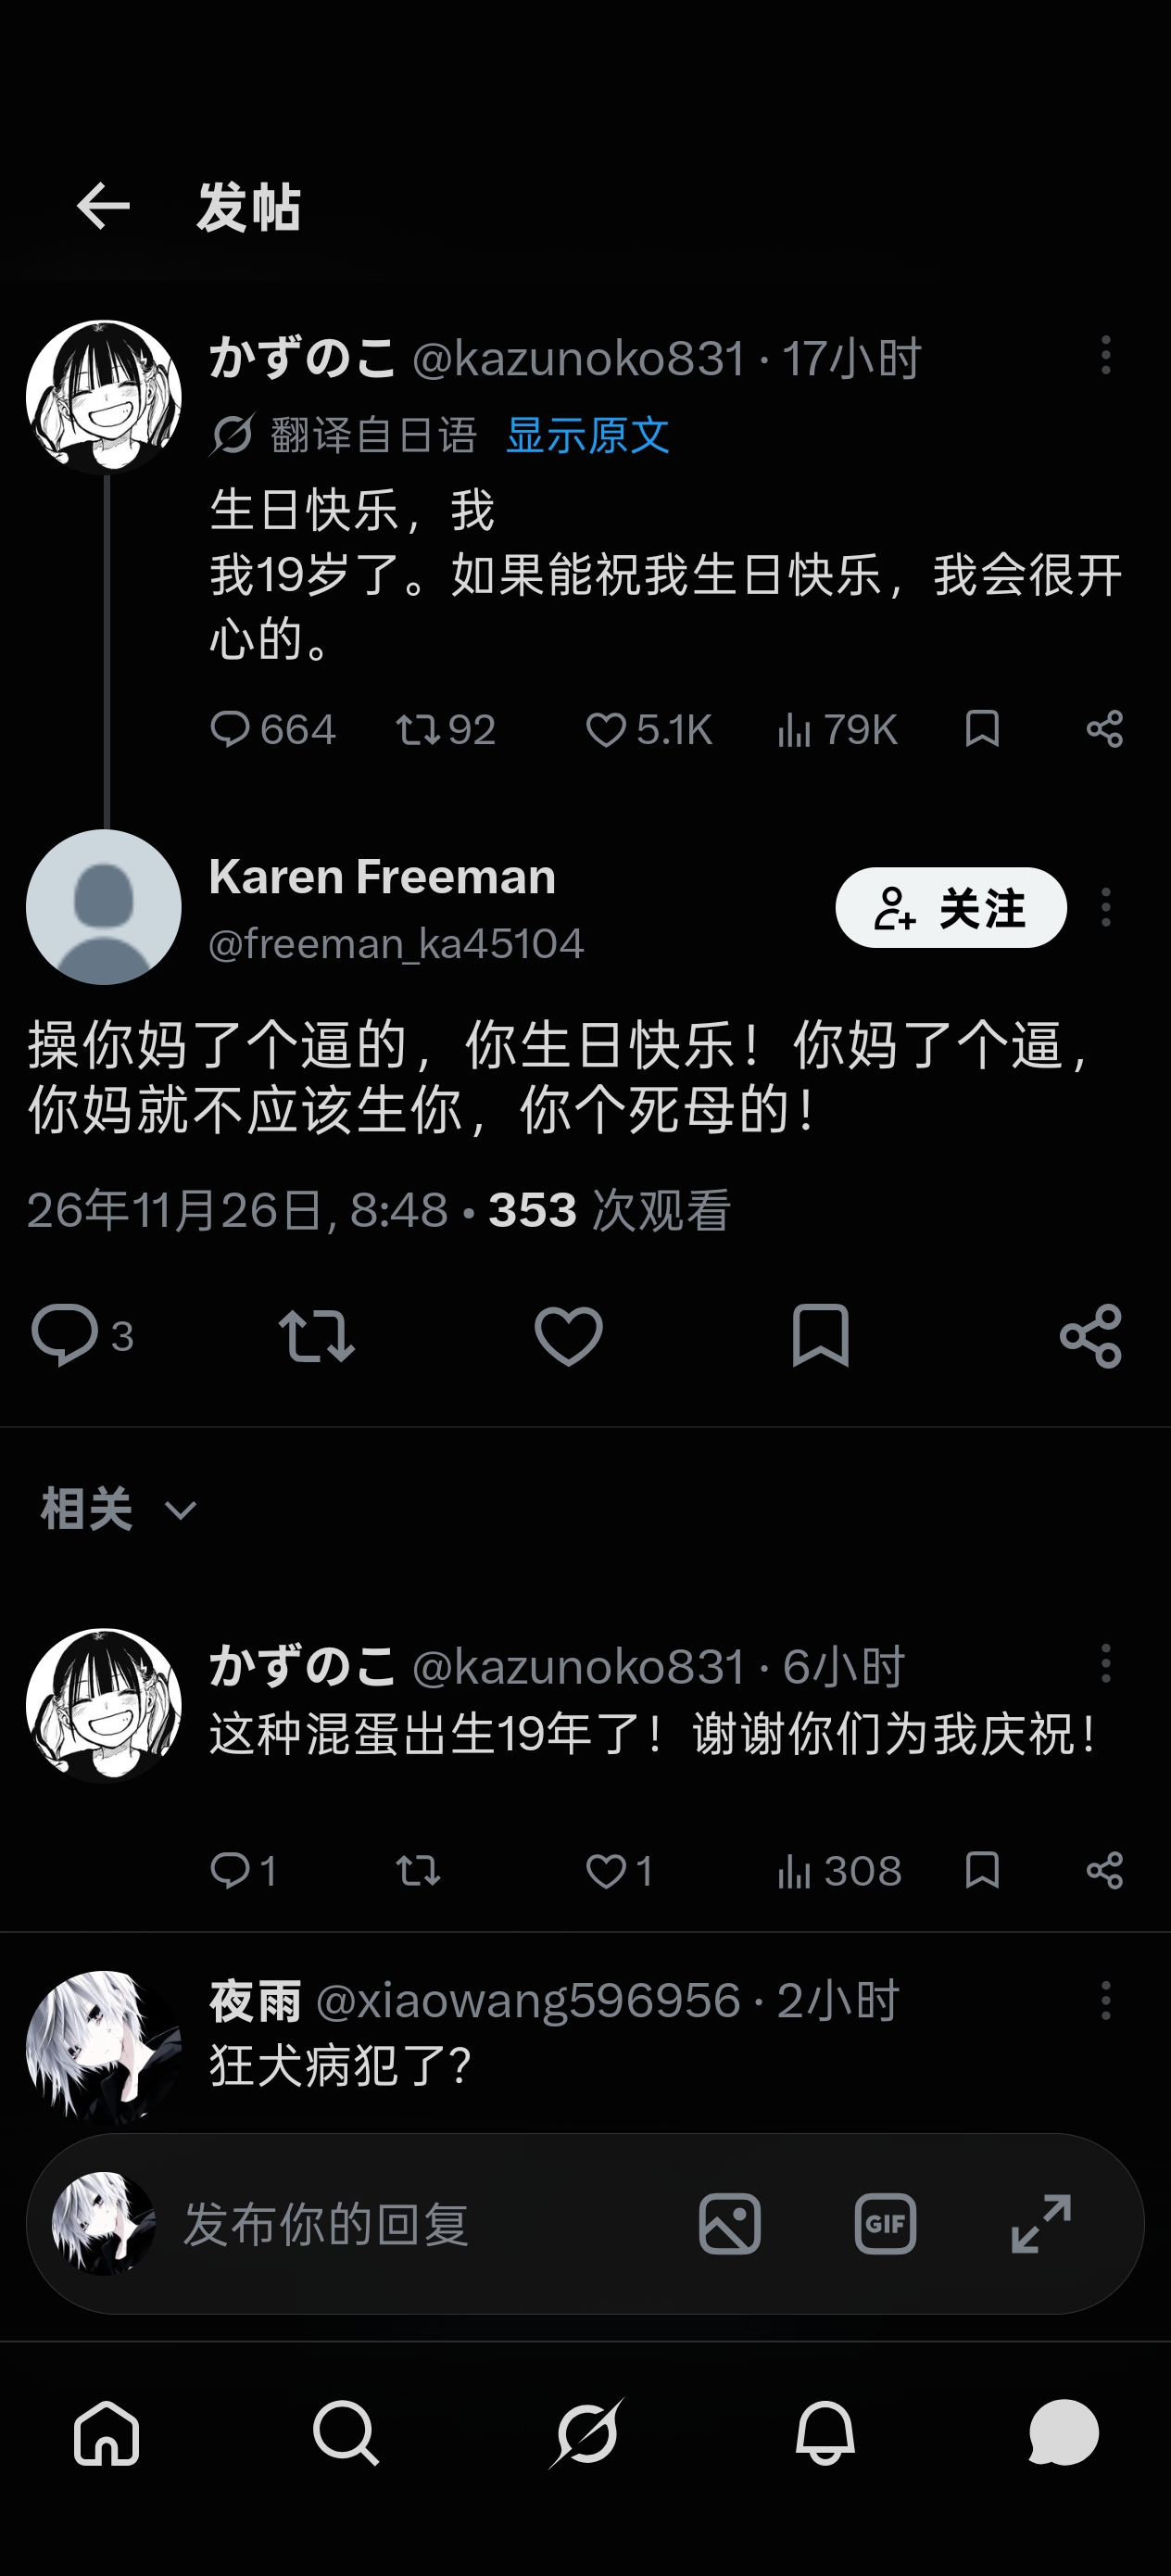 发帖
かずのこ @kazunoko831 · 17小时
翻译自日语 显示原文
生日快乐，我
我19岁了。如果能祝我生日快乐，我会很开
心的。
664 92 5.1K 79K
Karen Freeman
关注
@freeman_ka45104
操你妈了个逼的，你生日快乐！你妈了个逼，
你妈就不应该生你，你个死母的！
26年11月26日, 8:48 • 353 次观看
3
相关
かずのこ @kazunoko831 · 6小时
这种混蛋出生19年了！谢谢你们为我庆祝！
1 1 308
夜雨 @xiaowang596956 · 2小时
狂犬病犯了?
发布你的回复
GIF